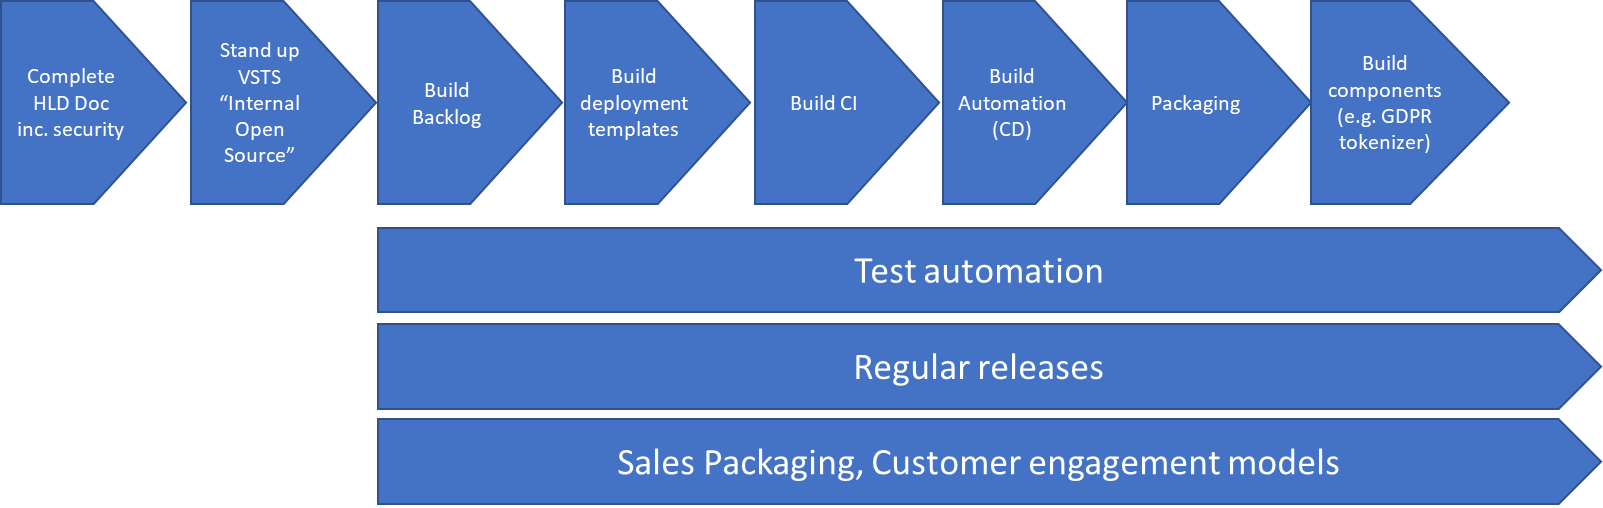 Complete
HLD Doc
inc. security
Stand up
VSTS
“Internal
Open
Source”
Build
Backlog
Build
deployment
templates
Build CI
Build
Automation
(CD)
Packaging
Build
components
(e.g. GDPR
tokenizer)
Test automation
Regular releases
Sales Packaging, Customer engagement models